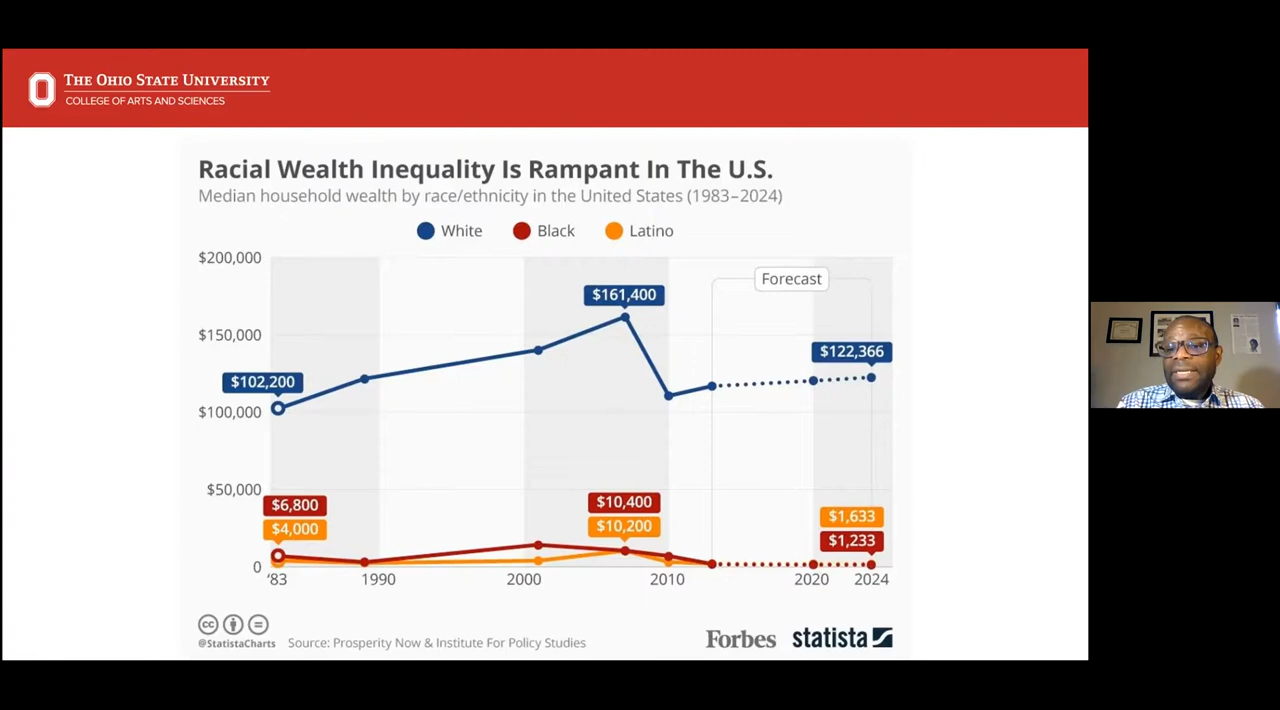 THE OHIO STATE UNIVERSITY
COLLEGE OF ARTS AND SCIENCES
Racial Wealth Inequality Is Rampant In The U.S.
Median household wealth by race/ethnicity in the United States (1983–2024)
White Black Latino
$200,000
$150,000
$100,000
$50,000
0
Forecast
$161,400
$122,366
$102,200
$6,800
$4,000
$10,400
$10,200
$1,633
$1,233
'83 1990 2000 2010 2020 2024
cc
@StatistaCharts Source: Prosperity Now & Institute For Policy Studies
Forbes statista